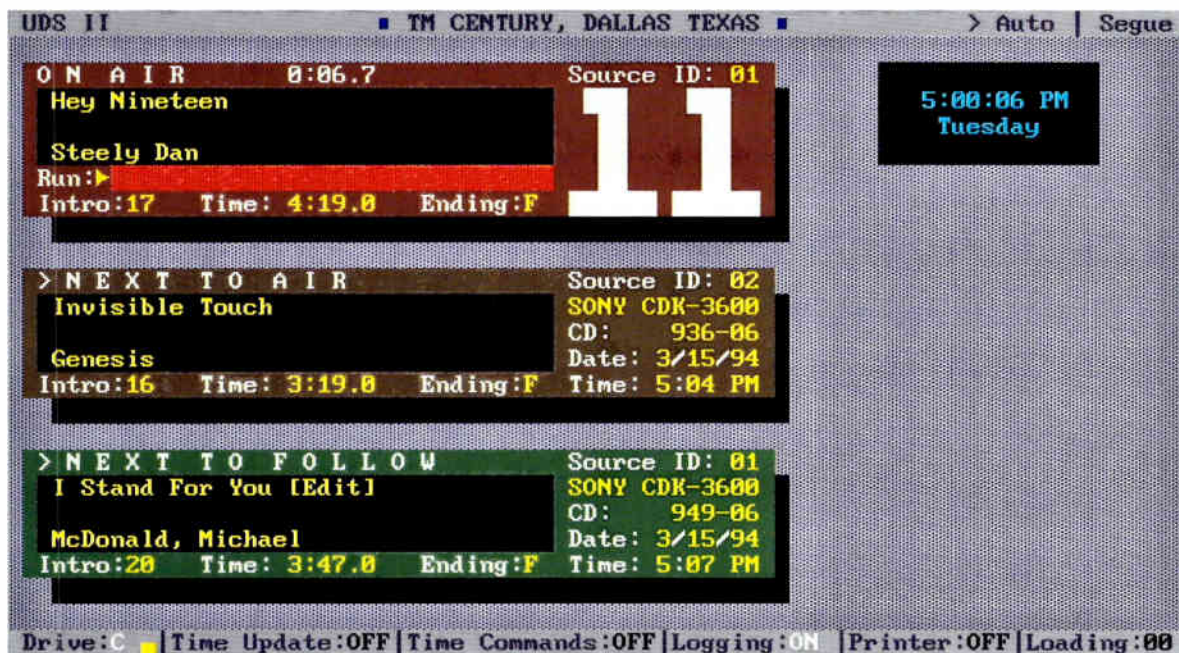 UDS II ■ TM CENTURY, DALLAS TEXAS ■ > Auto | Segue
O N A I R 0:06.7 Source ID: 01
Hey Nineteen
Steely Dan
11
Run:►
Intro:17 Time: 4:19.0 Ending:F
5:00:06 PM
Tuesday
>N E X T T O A I R Source ID: 02
Invisible Touch SONY CDK-3600
CD: 936-06
Genesis Date: 3/15/94
Intro:16 Time: 3:19.0 Ending:F Time: 5:04 PM
>N E X T T O F O L L O W Source ID: 01
I Stand For You [Edit] SONY CDK-3600
CD: 949-06
McDonald, Michael Date: 3/15/94
Intro:20 Time: 3:47.0 Ending:F Time: 5:07 PM
Drive:C |Time Update:OFF|Time Commands:OFF|Logging:ON |Printer:OFF|Loading:00